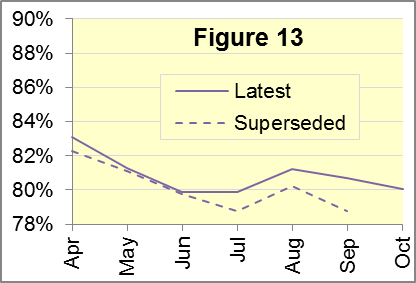 Figure 13
Latest
Superseded
90%
88%
86%
84%
82%
80%
78%
Apr
May
Jun
Jul
Aug
Sep
Oct